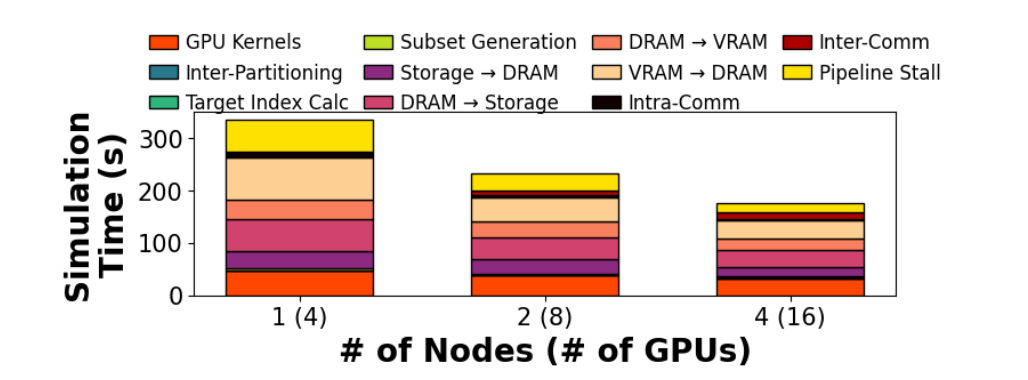 GPU Kernels Subset Generation DRAM → VRAM Inter-Comm
Inter-Partitioning Storage → DRAM VRAM → DRAM Pipeline Stall
Target Index Calc DRAM → Storage Intra-Comm
Simulation
Time (s)
300
200
100
0
1 (4) 2 (8) 4 (16)
# of Nodes (# of GPUs)